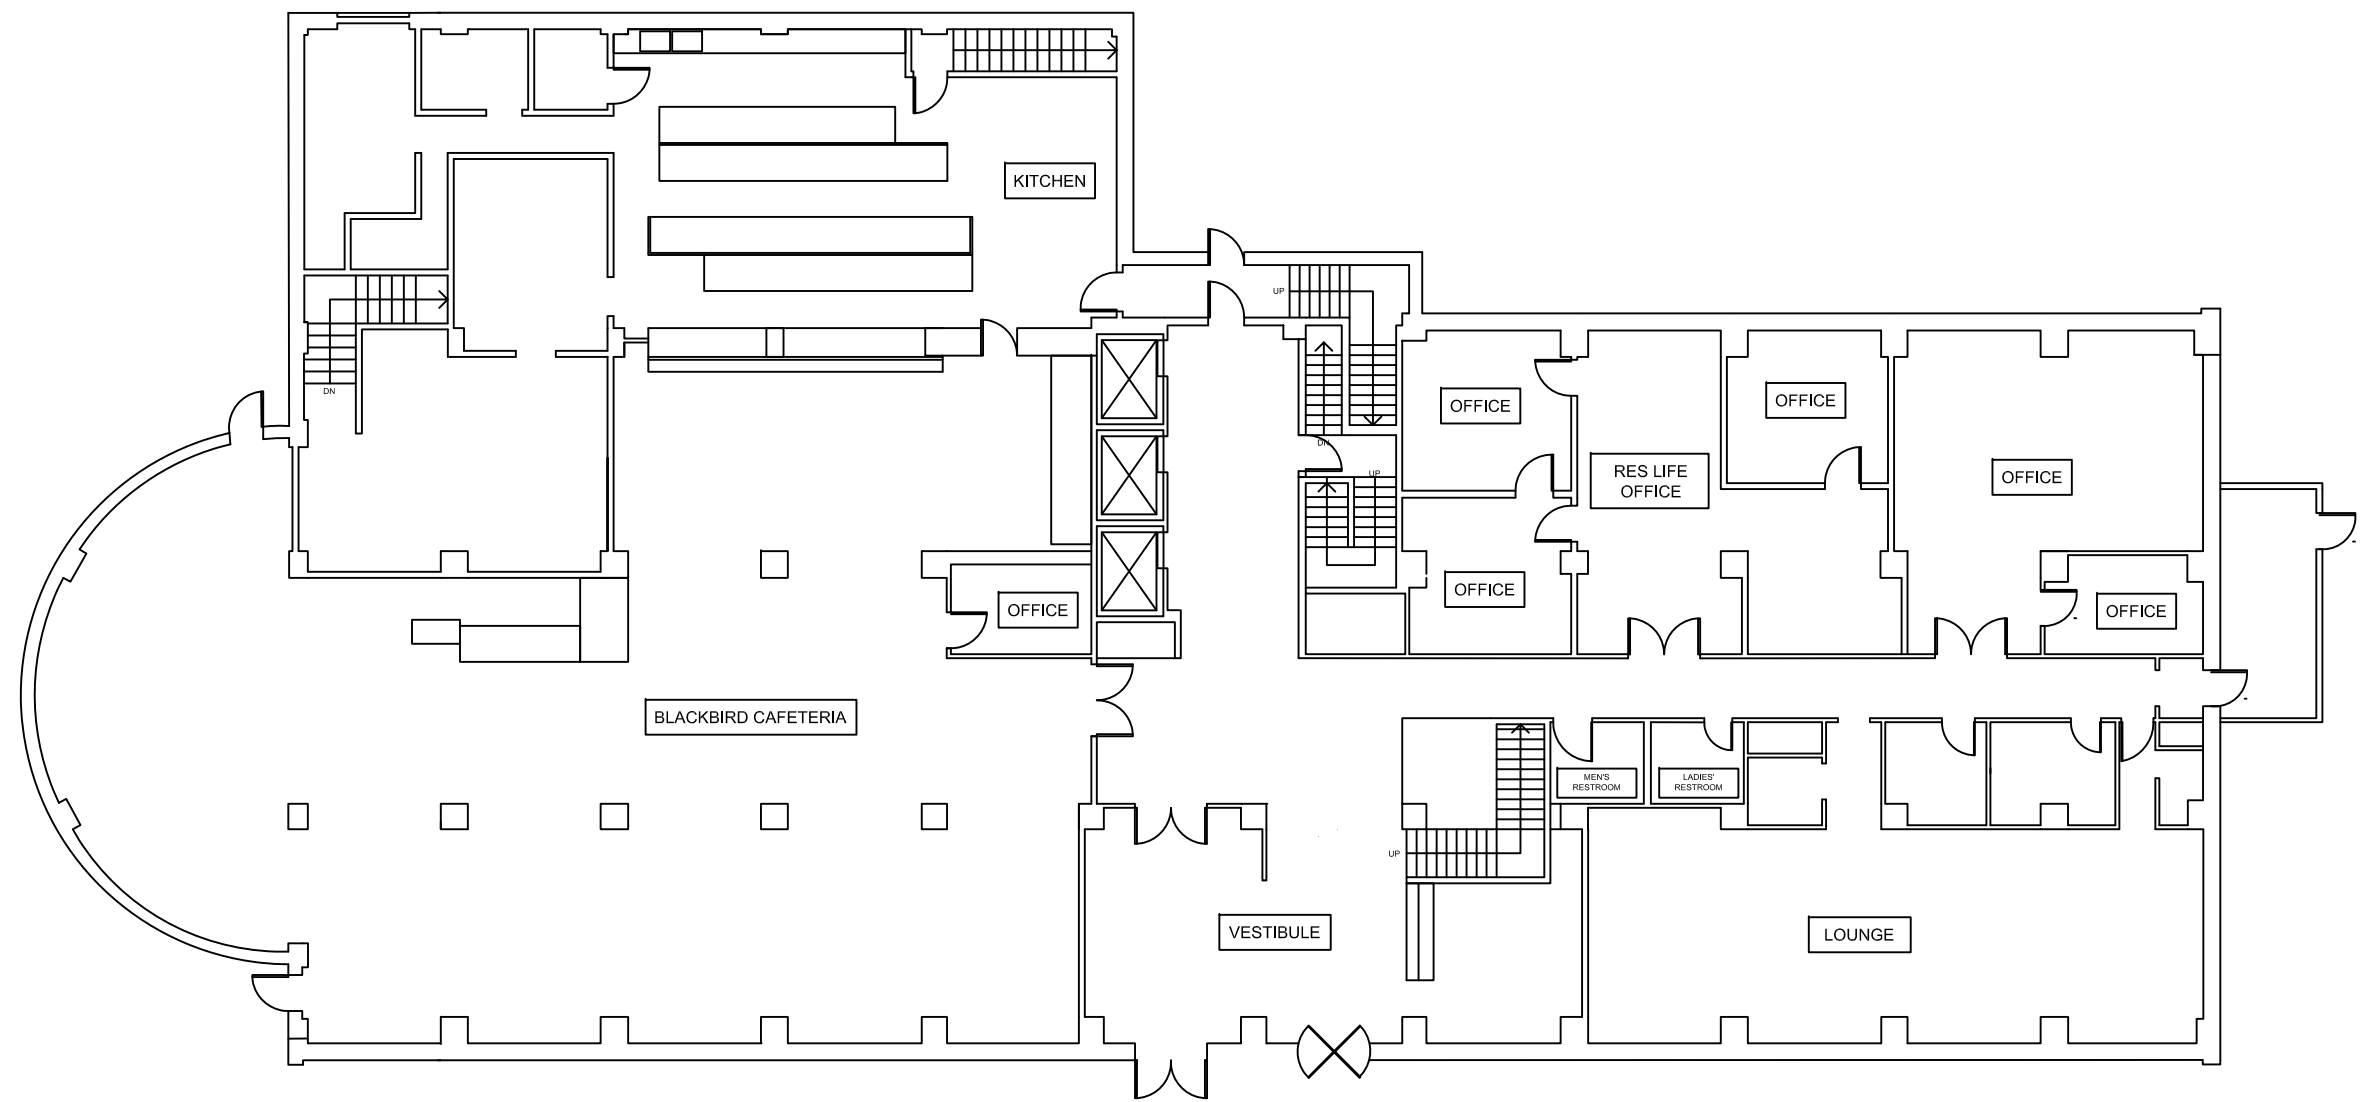 KITCHEN
UP
DN
OFFICE
OFFICE
RES LIFE
OFFICE
OFFICE
DN
UP
OFFICE
OFFICE
OFFICE
BLACKBIRD CAFETERIA
MEN'S
RESTROOM
LADIES'
RESTROOM
UP
VESTIBULE
LOUNGE